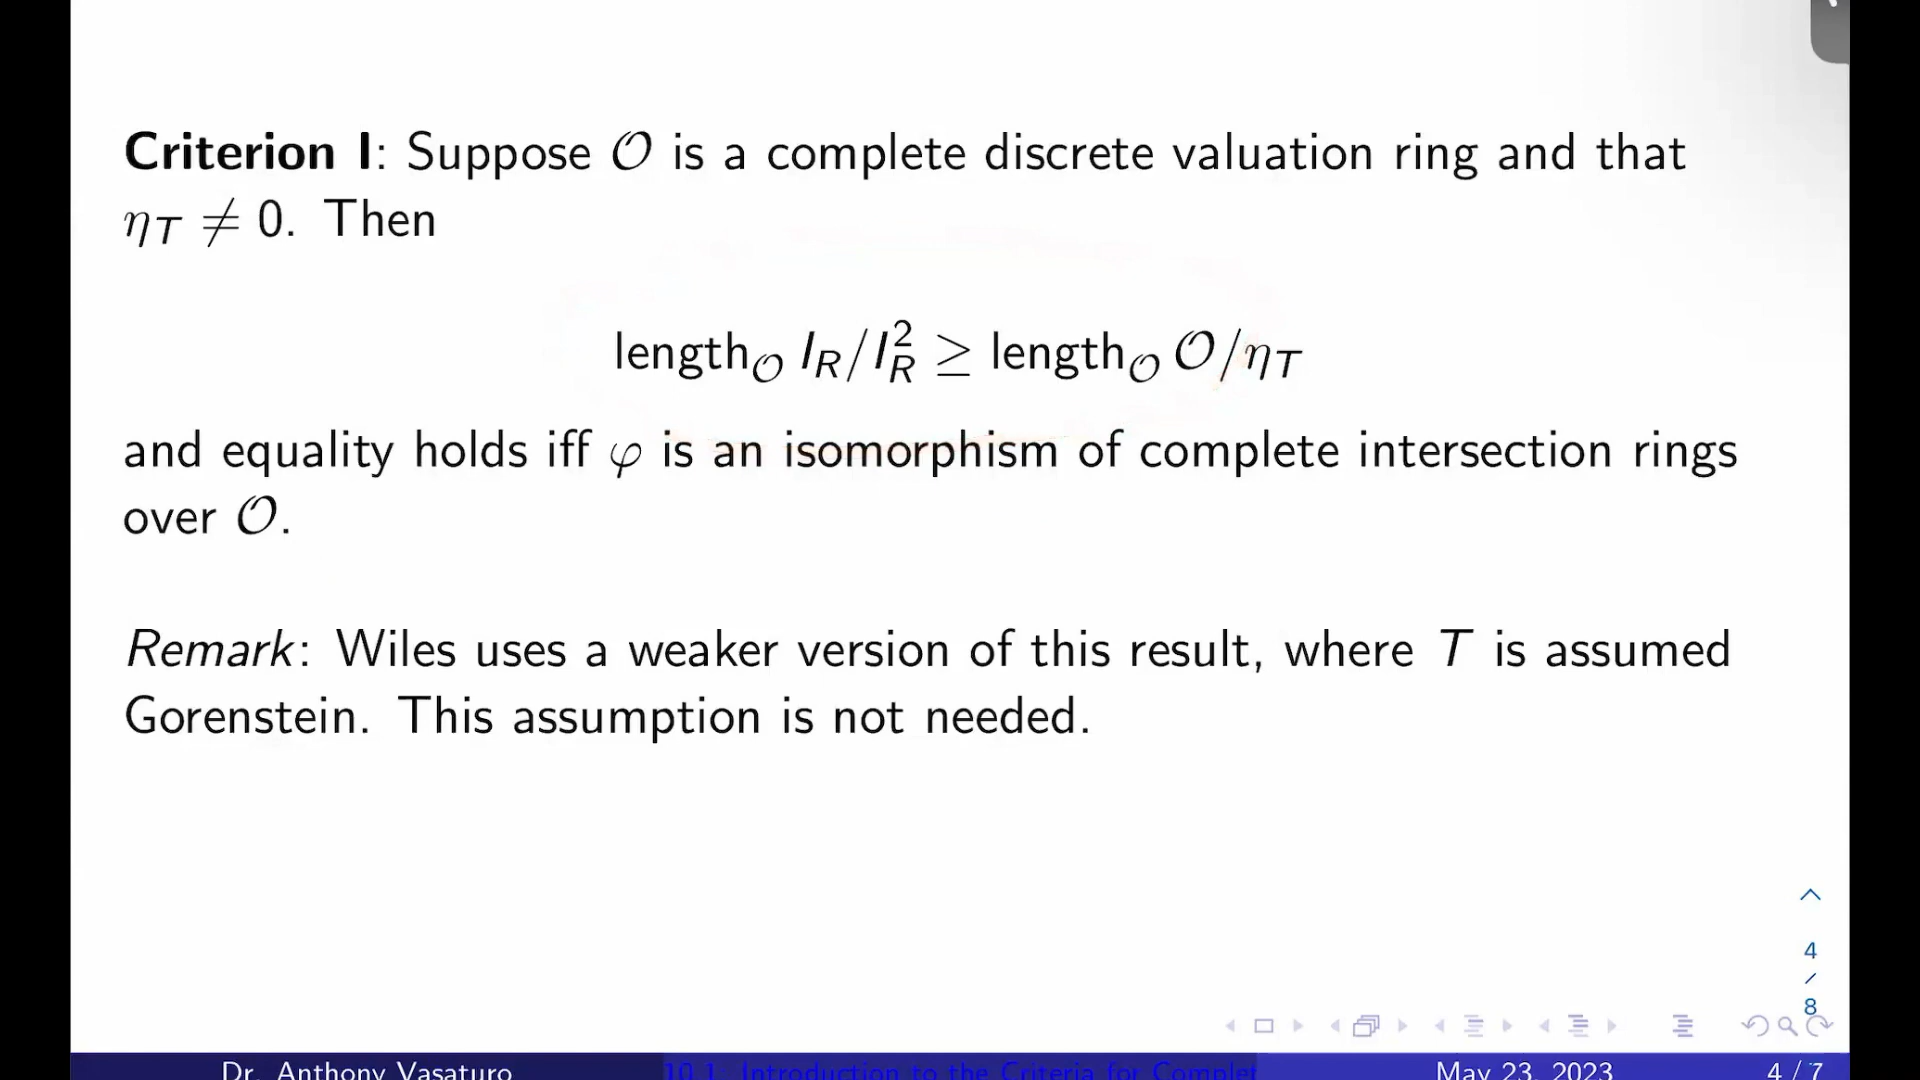 Criterion I: Suppose 𝒪 is a complete discrete valuation ring and that
η_T ≠ 0. Then
length_𝒪 I_R/I_R^2 ≥ length_𝒪 𝒪/η_T
and equality holds iff φ is an isomorphism of complete intersection rings
over 𝒪.
Remark: Wiles uses a weaker version of this result, where T is assumed
Gorenstein. This assumption is not needed.
4
/
8
Dr. Anthony Vasaturo 10.1: Introduction to the Criteria for Complet May 23, 2023 4 / 7